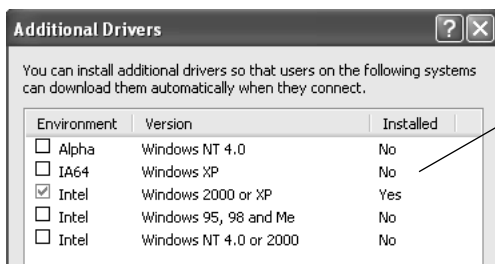 Additional Drivers
You can install additional drivers so that users on the following systems
can download them automatically when they connect.
Environment Version Installed
Alpha Windows NT 4.0 No
IA64 Windows XP No
Intel Windows 2000 or XP Yes
Intel Windows 95, 98 and Me No
Intel Windows NT 4.0 or 2000 No